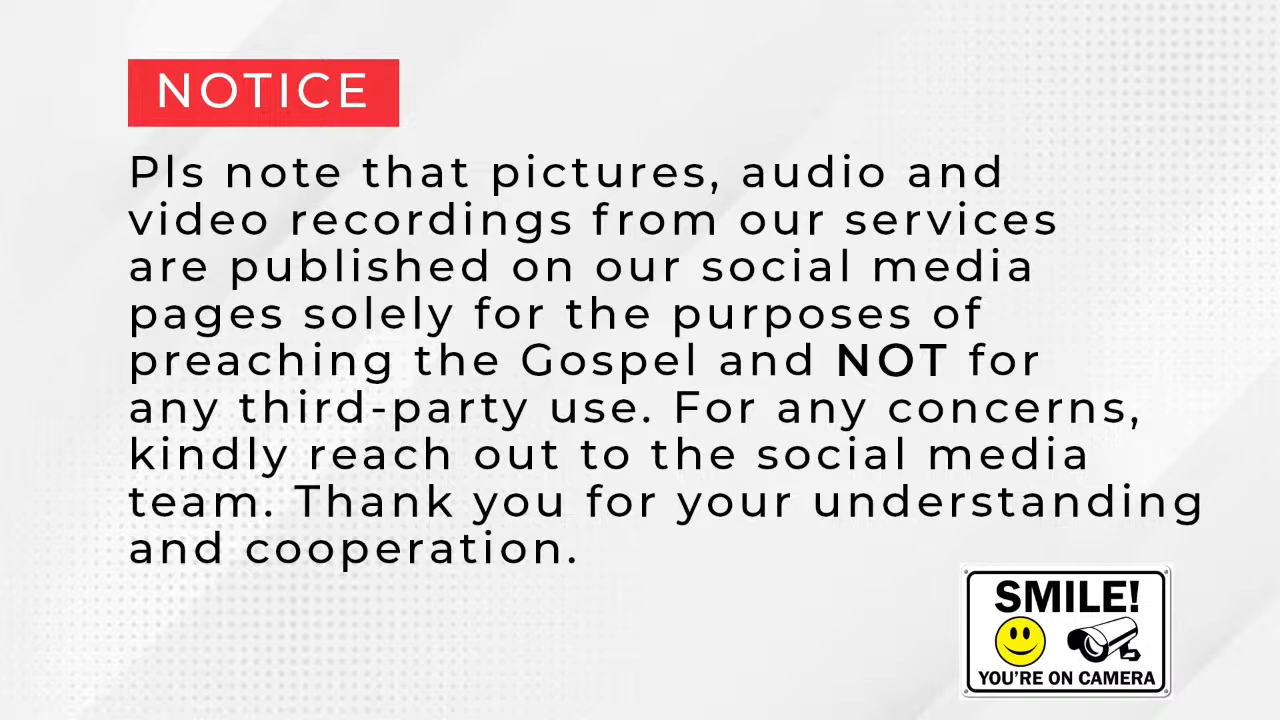 NOTICE
Pls note that pictures, audio and
video recordings from our services
are published on our social media
pages solely for the purposes of
preaching the Gospel and NOT for
any third-party use. For any concerns,
kindly reach out to the social media
team. Thank you for your understanding
and cooperation.
SMILE!
YOU'RE ON CAMERA